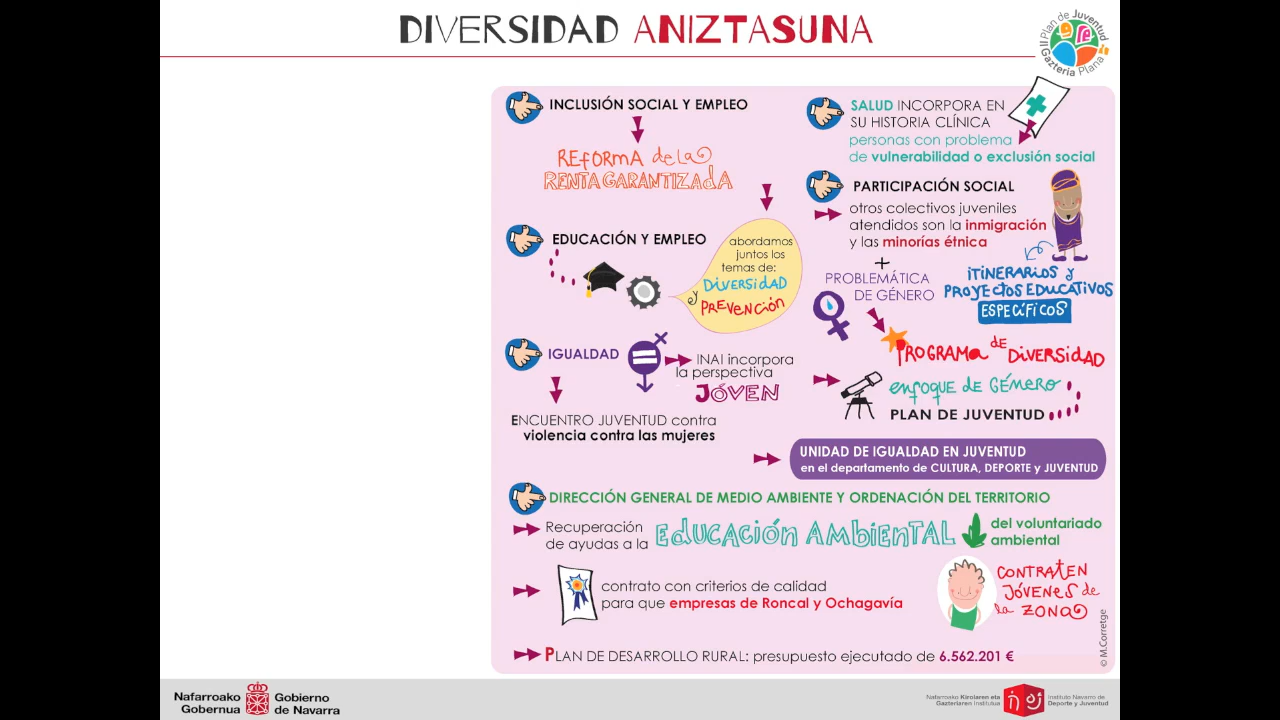 DIVERSIDAD ANIZTASUNA
II Plan de Juventud
Gazteria Plana
INCLUSIÓN SOCIAL Y EMPLEO
REFORMA de la
RENTA GARANTIZADA
EDUCACIÓN Y EMPLEO
abordamos
juntos los
temas de:
DIVERSIDAD
y PREVENCIÓN
IGUALDAD
INAI incorpora
la perspectiva
JÓVEN
ENCUENTRO JUVENTUD contra
violencia contra las mujeres
SALUD INCORPORA EN
SU HISTORIA CLÍNICA
personas con problema
de vulnerabilidad o exclusión social
PARTICIPACIÓN SOCIAL
otros colectivos juveniles
atendidos son la inmigración
y las minorías étnica
+
PROBLEMÁTICA
DE GÉNERO
ITINERARIOS y
PROYECTOS EDUCATIVOS
ESPECÍFICOS
PROGRAMA DE DIVERSIDAD
enfoque de GÉNERO
PLAN DE JUVENTUD
UNIDAD DE IGUALDAD EN JUVENTUD
en el departamento de CULTURA, DEPORTE y JUVENTUD
DIRECCIÓN GENERAL DE MEDIO AMBIENTE Y ORDENACIÓN DEL TERRITORIO
Recuperación
de ayudas a la
EDUCACIÓN AMBIENTAL
del voluntariado
ambiental
contrato con criterios de calidad
para que empresas de Roncal y Ochagavía
CONTRATEN
JÓVENES de
la ZONA
PLAN DE DESARROLLO RURAL: presupuesto ejecutado de 6.562.201 €
© M.Corretge
Nafarroako
Gobernua
Gobierno
de Navarra
Nafarroako Kirolaren eta
Gazteriaren Institutua
Instituto Navarro de
Deporte y Juventud